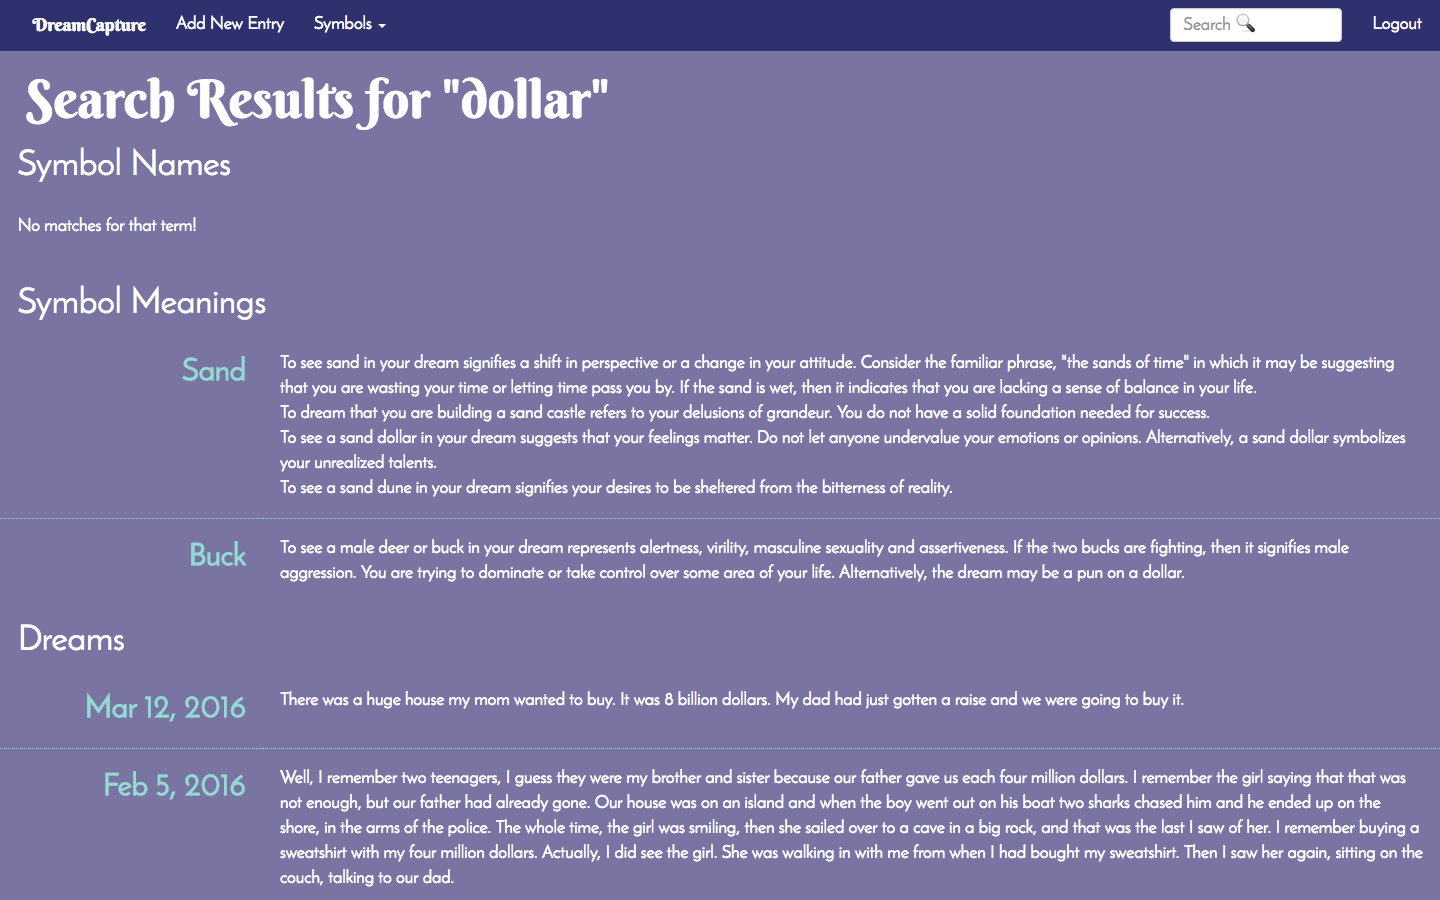 DreamCapture Add New Entry Symbols Search Logout
Search Results for "dollar"
Symbol Names
No matches for that term!
Symbol Meanings
Sand
To see sand in your dream signifies a shift in perspective or a change in your attitude. Consider the familiar phrase, "the sands of time" in which it may be suggesting
that you are wasting your time or letting time pass you by. If the sand is wet, then it indicates that you are lacking a sense of balance in your life.
To dream that you are building a sand castle refers to your delusions of grandeur. You do not have a solid foundation needed for success.
To see a sand dollar in your dream suggests that your feelings matter. Do not let anyone undervalue your emotions or opinions. Alternatively, a sand dollar symbolizes
your unrealized talents.
To see a sand dune in your dream signifies your desires to be sheltered from the bitterness of reality.
Buck
To see a male deer or buck in your dream represents alertness, virility, masculine sexuality and assertiveness. If the two bucks are fighting, then it signifies male
aggression. You are trying to dominate or take control over some area of your life. Alternatively, the dream may be a pun on a dollar.
Dreams
Mar 12, 2016
There was a huge house my mom wanted to buy. It was 8 billion dollars. My dad had just gotten a raise and we were going to buy it.
Feb 5, 2016
Well, I remember two teenagers, I guess they were my brother and sister because our father gave us each four million dollars. I remember the girl saying that that was
not enough, but our father had already gone. Our house was on an island and when the boy went out on his boat two sharks chased him and he ended up on the
shore, in the arms of the police. The whole time, the girl was smiling, then she sailed over to a cave in a big rock, and that was the last I saw of her. I remember buying a
sweatshirt with my four million dollars. Actually, I did see the girl. She was walking in with me from when I had bought my sweatshirt. Then I saw her again, sitting on the
couch, talking to our dad.